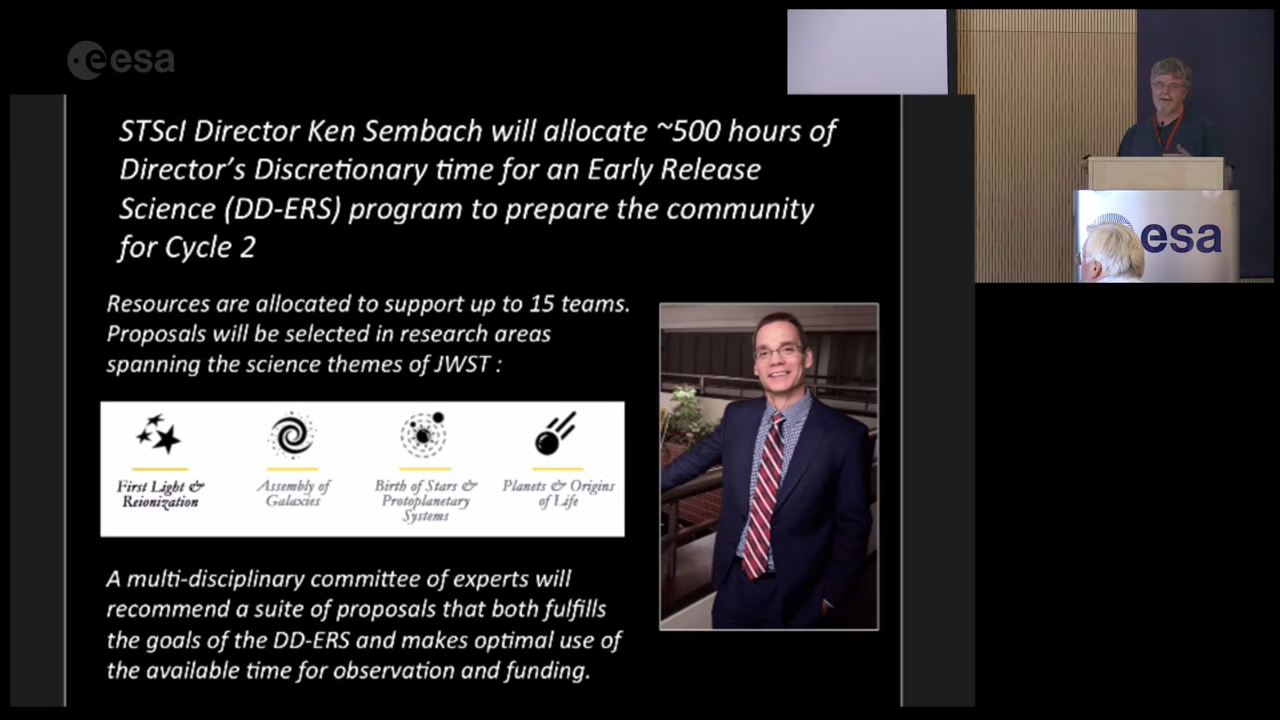 esa
STScI Director Ken Sembach will allocate ~500 hours of
Director's Discretionary time for an Early Release
Science (DD-ERS) program to prepare the community
for Cycle 2
Resources are allocated to support up to 15 teams.
Proposals will be selected in research areas
spanning the science themes of JWST :
First Light &
Reionization
Assembly of
Galaxies
Birth of Stars &
Protoplanetary
Systems
Planets & Origins
of Life
A multi-disciplinary committee of experts will
recommend a suite of proposals that both fulfills
the goals of the DD-ERS and makes optimal use of
the available time for observation and funding.
esa